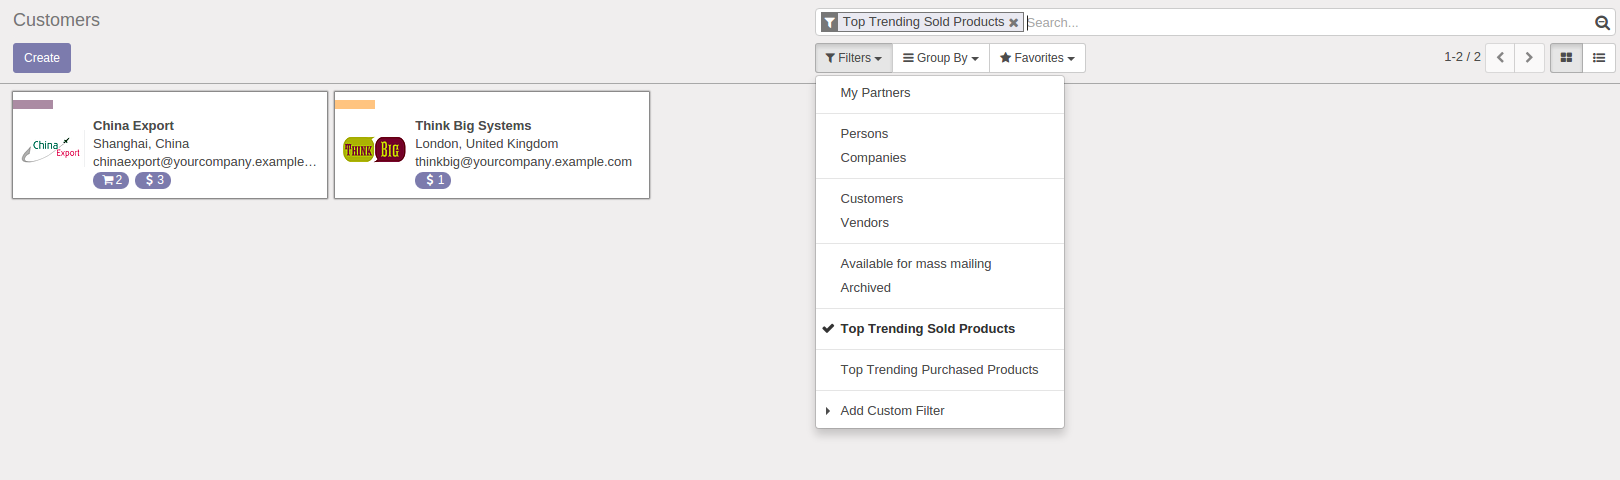 Customers
Top Trending Sold Products
Search...
Create
Filters
Group By
Favorites
1-2 / 2
China Export
Shanghai, China
chinaexport@yourcompany.example...
2
$ 3
China
Export
Think Big Systems
London, United Kingdom
thinkbig@yourcompany.example.com
$ 1
THINK BIG
My Partners
Persons
Companies
Customers
Vendors
Available for mass mailing
Archived
Top Trending Sold Products
Top Trending Purchased Products
Add Custom Filter